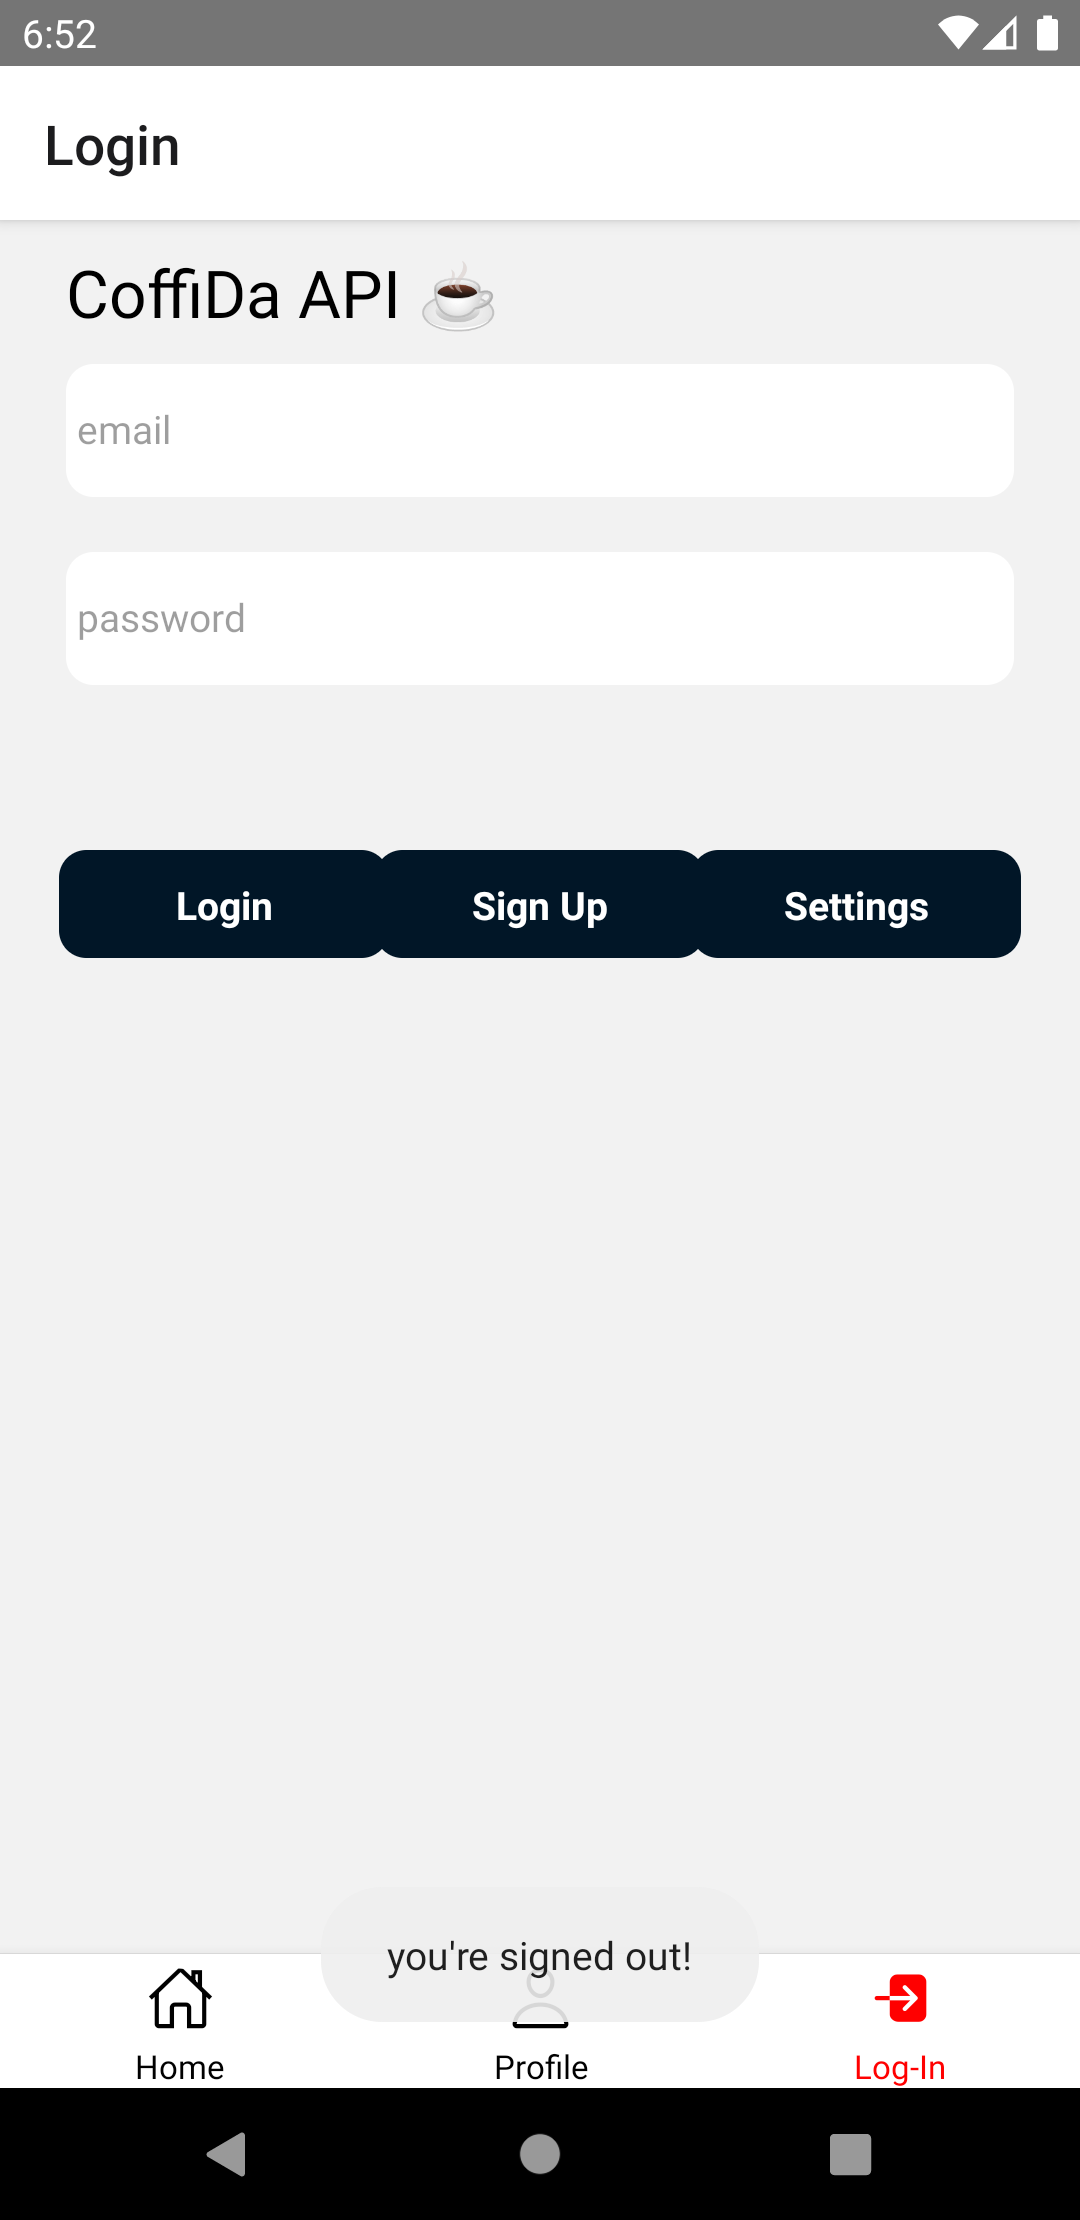 6:52
Login
CoffiDa API ☕
email
password
Login
Sign Up
Settings
you're signed out!
Home
Profile
Log-In